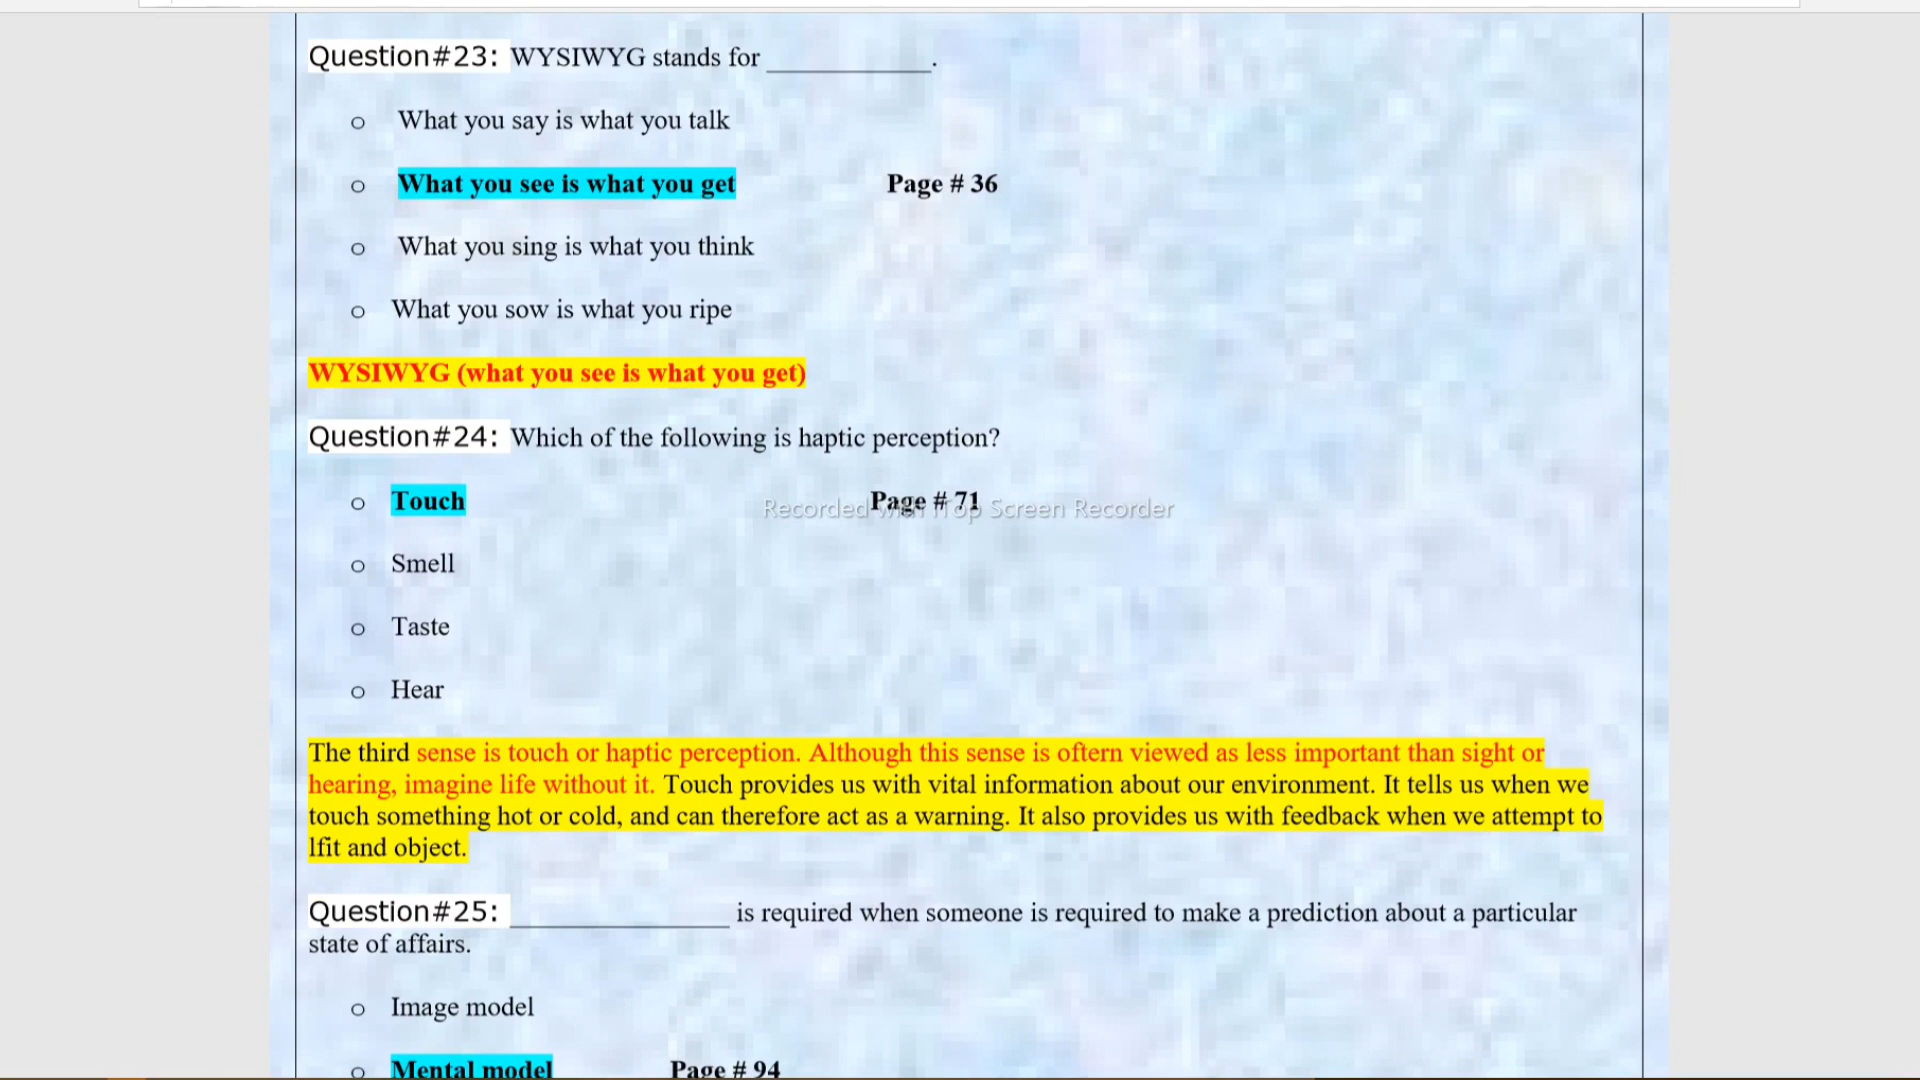 Question#23: WYSIWYG stands for ____________.
o What you say is what you talk
o What you see is what you get Page # 36
o What you sing is what you think
o What you sow is what you ripe
WYSIWYG (what you see is what you get)
Question#24: Which of the following is haptic perception?
o Touch Page # 71
Recorded with iTop Screen Recorder
o Smell
o Taste
o Hear
The third sense is touch or haptic perception. Although this sense is oftern viewed as less important than sight or
hearing, imagine life without it. Touch provides us with vital information about our environment. It tells us when we
touch something hot or cold, and can therefore act as a warning. It also provides us with feedback when we attempt to
lfit and object.
Question#25: ________________ is required when someone is required to make a prediction about a particular
state of affairs.
o Image model
o Mental model Page # 94